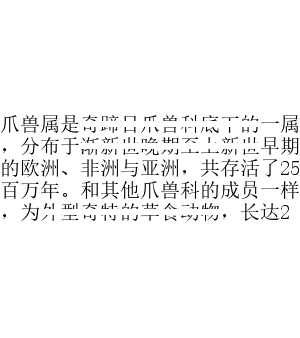 爪兽属是奇蹄目爪兽科底下的一属
，分布于渐新世晚期至上新世早期
的欧洲、非洲与亚洲，共存活了25
百万年。和其他爪兽科的成员一样
，为外型奇特的草食动物，长达2